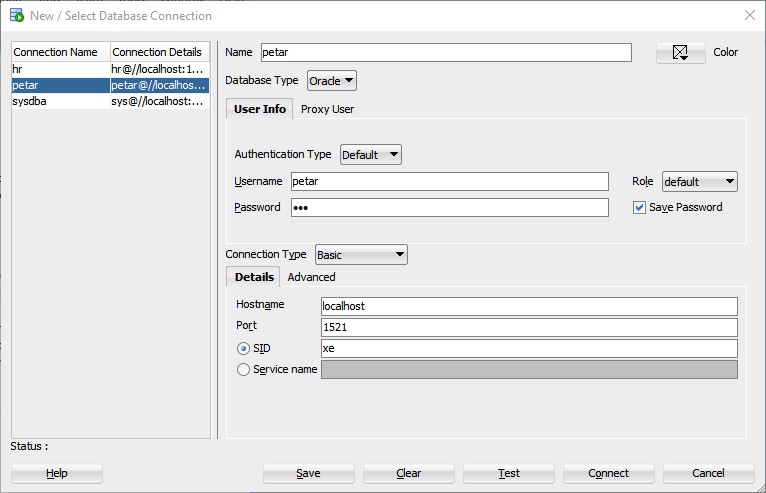 New / Select Database Connection
Connection Name Connection Details
hr hr@//localhost:1...
petar petar@//localhos...
sysdba sys@//localhost:...
Name petar Color
Database Type Oracle
User Info Proxy User
Authentication Type Default
Username petar Role default
Password ••• Save Password
Connection Type Basic
Details Advanced
Hostname localhost
Port 1521
SID xe
Service name
Status :
Help Save Clear Test Connect Cancel